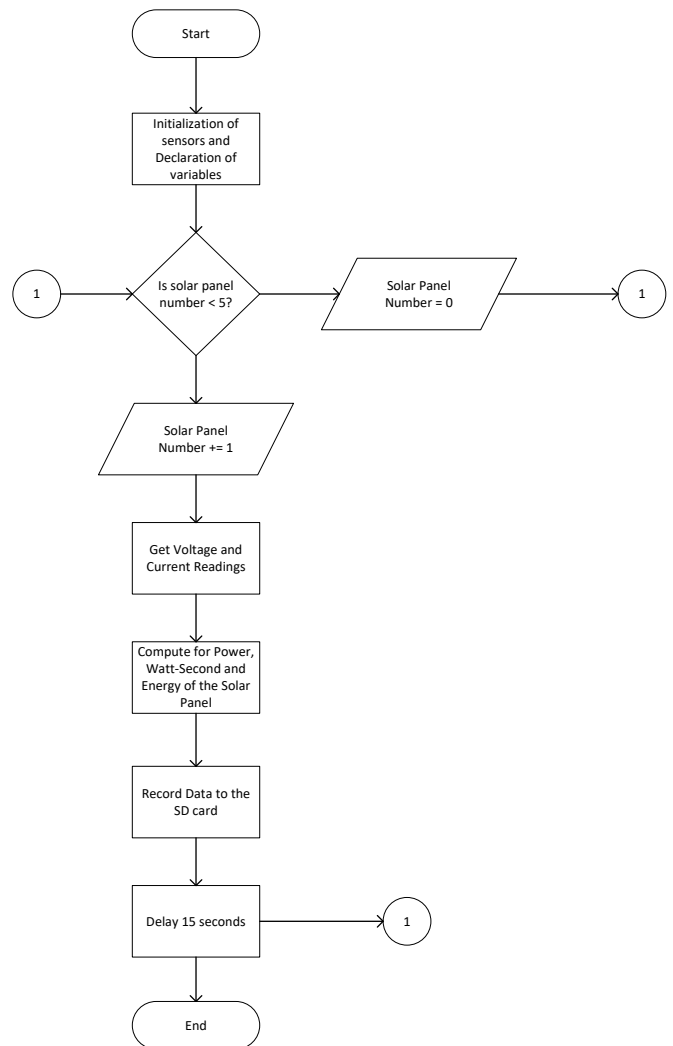 Start
Initialization of
sensors and
Declaration of
variables
1
Is solar panel
number < 5?
Solar Panel
Number = 0
1
Solar Panel
Number += 1
Get Voltage and
Current Readings
Compute for Power,
Watt-Second and
Energy of the Solar
Panel
Record Data to the
SD card
Delay 15 seconds
1
End